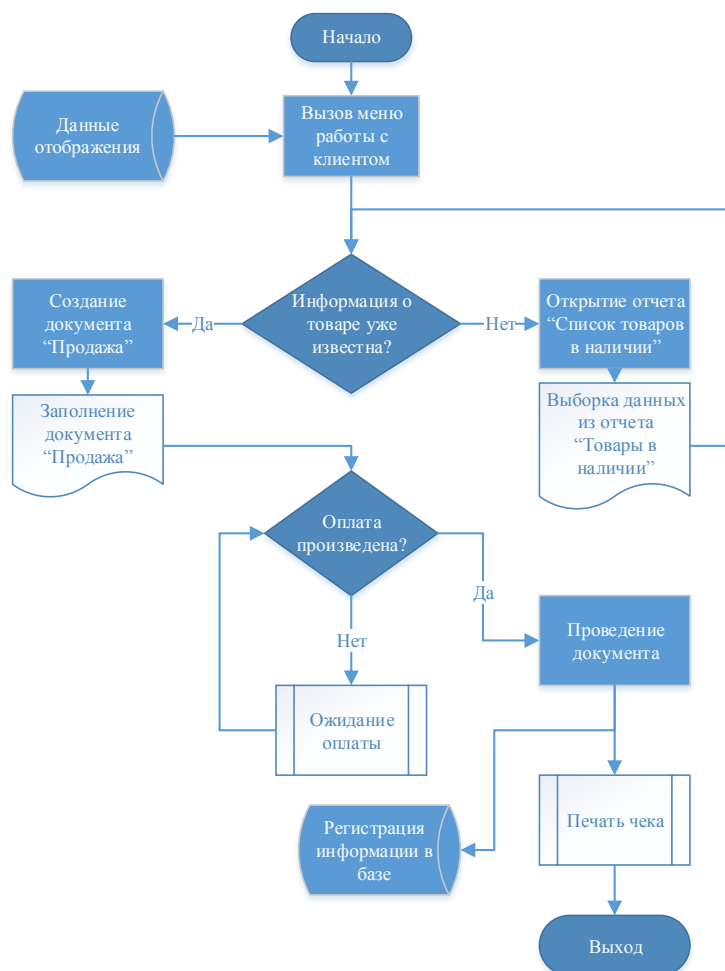 Начало
Данные
отображения
Вызов меню
работы с
клиентом
Создание
документа
“Продажа”
Да
Информация о
товаре уже
известна?
Нет
Открытие отчета
“Список товаров
в наличии”
Заполнение
документа
“Продажа”
Выборка данных
из отчета
“Товары в
наличии”
Оплата
произведена?
Да
Нет
Проведение
документа
Ожидание
оплаты
Печать чека
Регистрация
информации в
базе
Выход